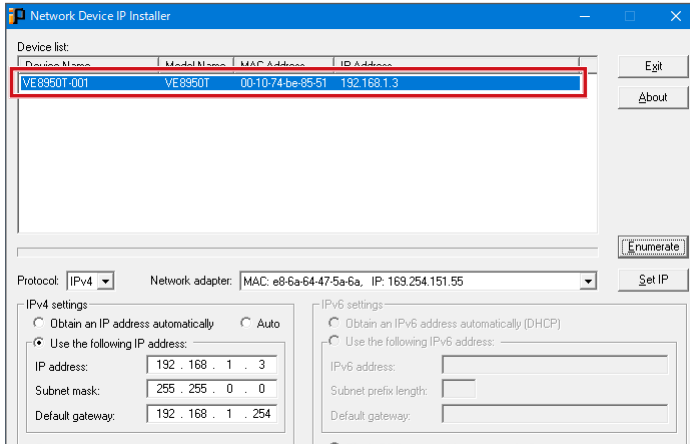 Network Device IP Installer
Device list:
Device Name Model Name MAC Address IP Address
VE8950T-001 VE8950T 00-10-74-be-85-51 192.168.1.3
Exit
About
Enumerate
Protocol: IPv4 Network adapter: MAC: e8-6a-64-47-5a-6a, IP: 169.254.151.55 Set IP
IPv4 settings
Obtain an IP address automatically Auto
Use the following IP address:
IP address: 192 . 168 . 1 . 3
Subnet mask: 255 . 255 . 0 . 0
Default gateway: 192 . 168 . 1 . 254
IPv6 settings
Obtain an IPv6 address automatically (DHCP)
Use the following IPv6 address:
IPv6 address:
Subnet prefix length:
Default gateway: